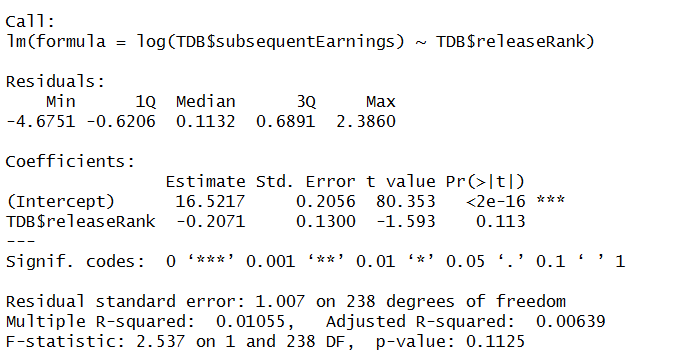 Call:
lm(formula = log(TDB$subsequentEarnings) ~ TDB$releaseRank)

Residuals:
    Min      1Q  Median      3Q     Max
-4.6751 -0.6206  0.1132  0.6891  2.3860

Coefficients:
                Estimate Std. Error t value Pr(>|t|)
(Intercept)      16.5217     0.2056  80.353   <2e-16 ***
TDB$releaseRank  -0.2071     0.1300  -1.593    0.113
---
Signif. codes:  0 ‘***’ 0.001 ‘**’ 0.01 ‘*’ 0.05 ‘.’ 0.1 ‘ ’ 1

Residual standard error: 1.007 on 238 degrees of freedom
Multiple R-squared:  0.01055,   Adjusted R-squared:  0.00639
F-statistic: 2.537 on 1 and 238 DF,  p-value: 0.1125